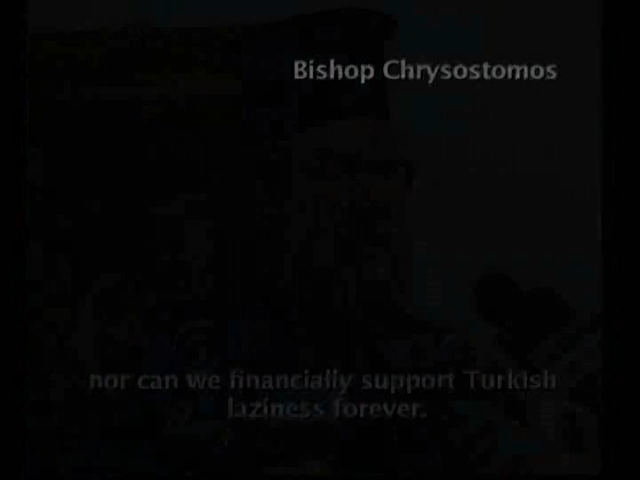 Bishop Chrysostomos
nor can we financially support Turkish
laziness forever.